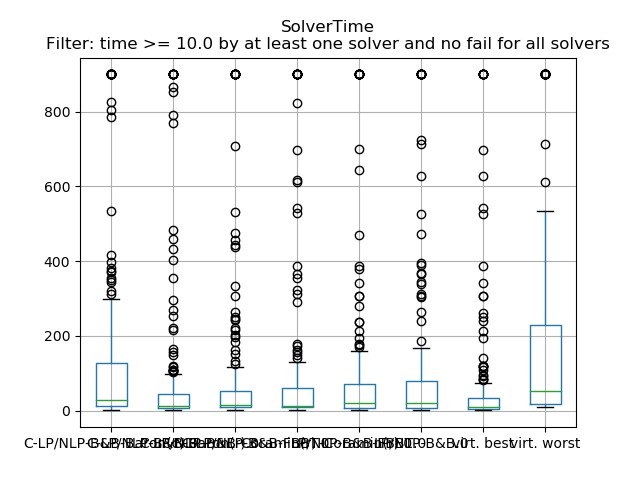 SolverTime
Filter: time >= 10.0 by at least one solver and no fail for all solvers
800
600
400
200
0
virt. best
virt. worst